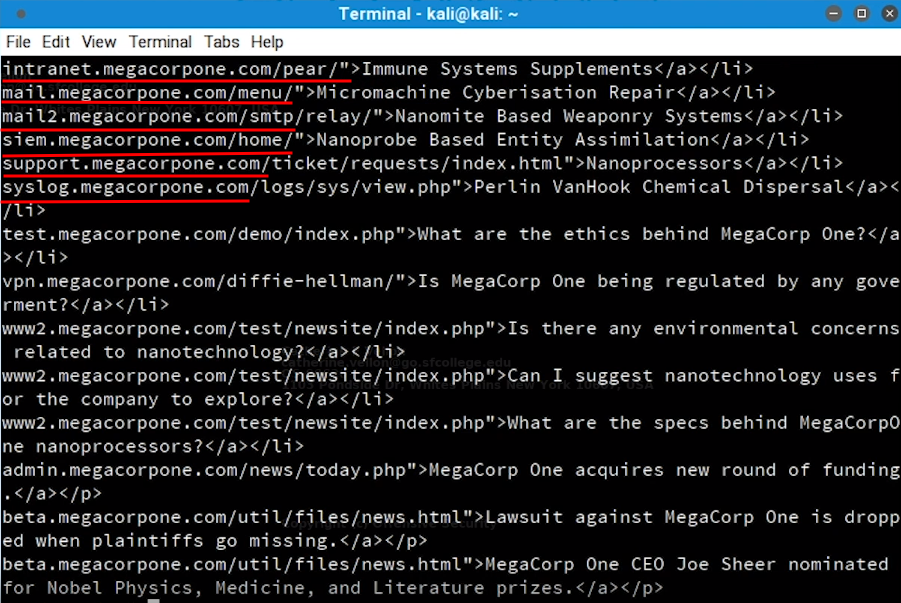 Terminal - kali@kali: ~
File Edit View Terminal Tabs Help
intranet.megacorpone.com/pear/">Immune Systems Supplements</a></li>
mail.megacorpone.com/menu/">Micromachine Cyberisation Repair</a></li>
mail2.megacorpone.com/smtp/relay/">Nanomite Based Weaponry Systems</a></li>
siem.megacorpone.com/home/">Nanoprobe Based Entity Assimilation</a></li>
support.megacorpone.com/ticket/requests/index.html">Nanoprocessors</a></li>
syslog.megacorpone.com/logs/sys/view.php">Perlin VanHook Chemical Dispersal</a><
/li>
test.megacorpone.com/demo/index.php">What are the ethics behind MegaCorp One?</a
></li>
vpn.megacorpone.com/diffie-hellman/">Is MegaCorp One being regulated by any gove
rment?</a></li>
www2.megacorpone.com/test/newsite/index.php">Is there any environmental concerns
 related to nanotechnology?</a></li>
www2.megacorpone.com/test/newsite/index.php">Can I suggest nanotechnology uses f
or the company to explore?</a></li>
www2.megacorpone.com/test/newsite/index.php">What are the specs behind MegaCorpO
ne nanoprocessors?</a></li>
admin.megacorpone.com/news/today.php">MegaCorp One acquires new round of funding
.</a></p>
beta.megacorpone.com/util/files/news.html">Lawsuit against MegaCorp One is dropp
ed when plaintiffs go missing.</a></p>
beta.megacorpone.com/util/files/news.html">MegaCorp One CEO Joe Sheer nominated
for Nobel Physics, Medicine, and Literature prizes.</a></p>